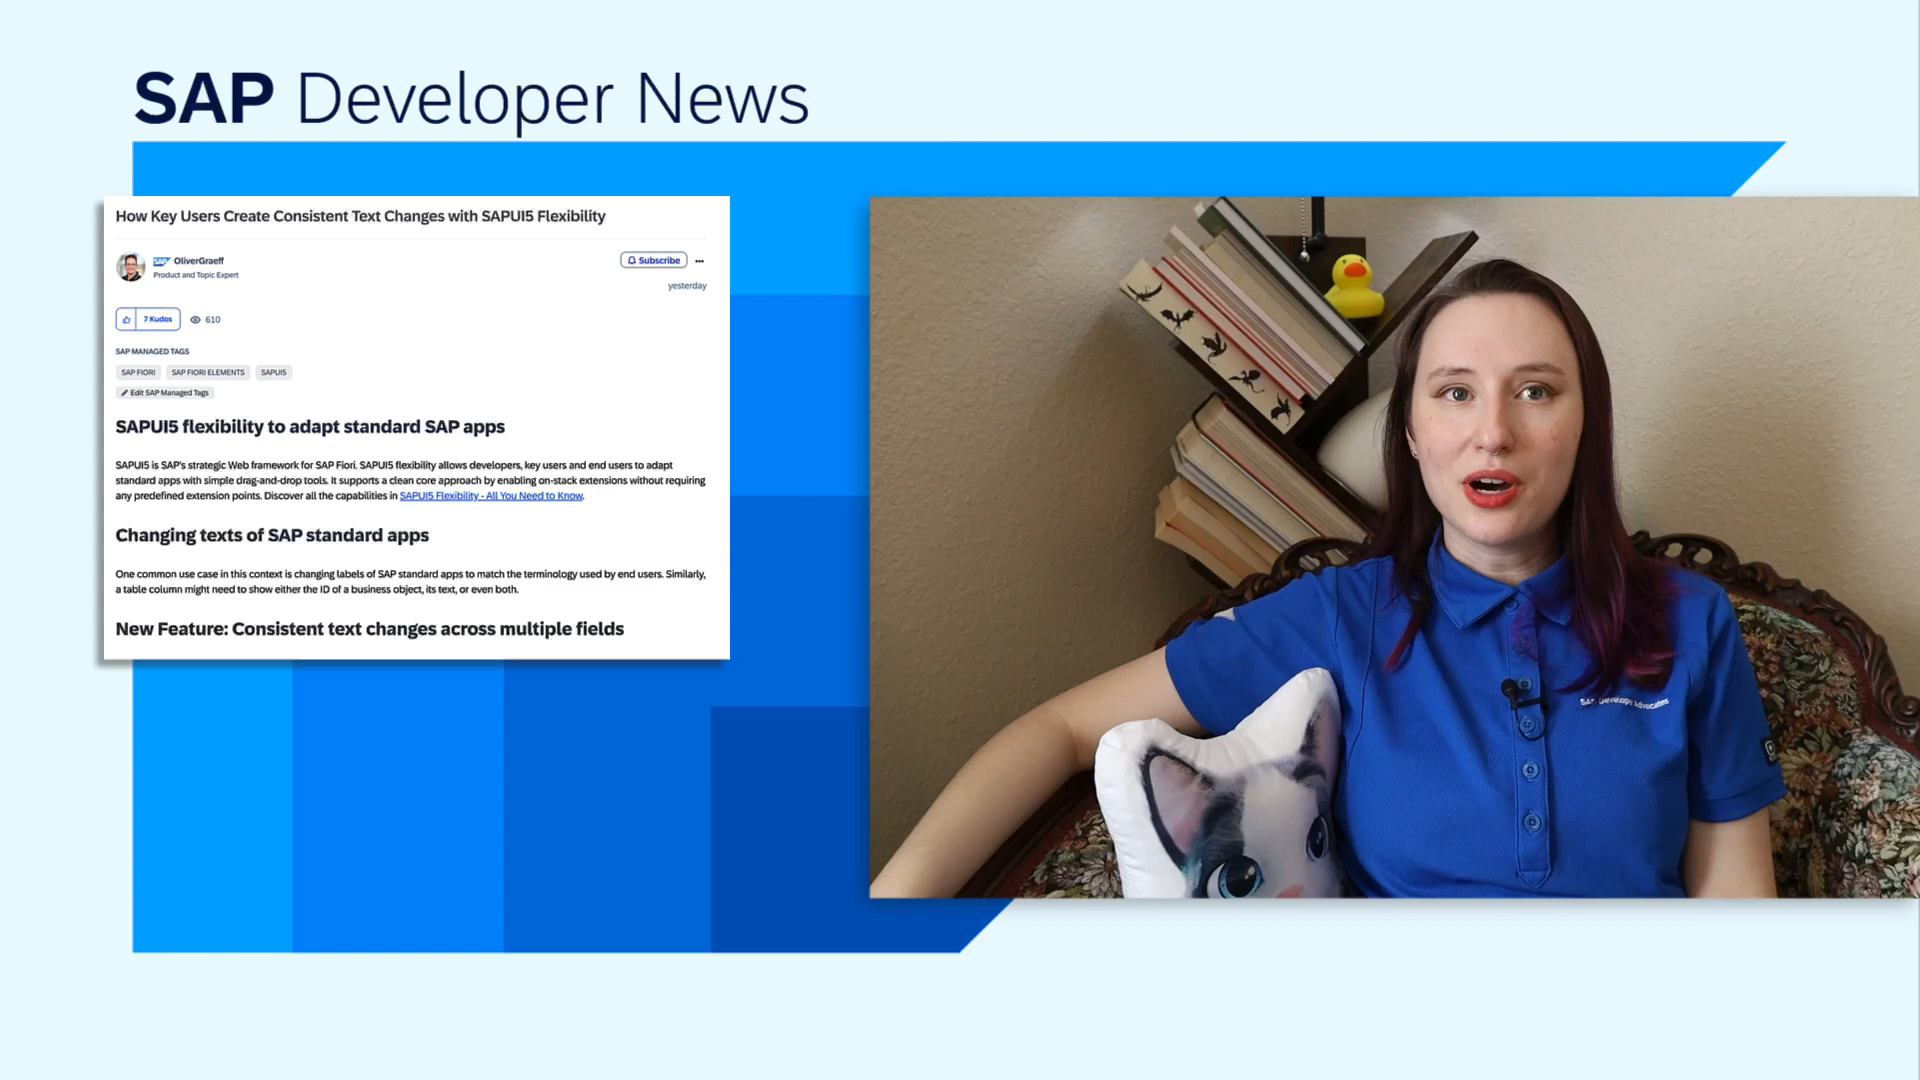 SAP Developer News
How Key Users Create Consistent Text Changes with SAPUI5 Flexibility
SAP OliverGraeff
Product and Topic Expert
Subscribe
yesterday
7 Kudos
610
SAP MANAGED TAGS
SAP FIORI SAP FIORI ELEMENTS SAPUI5
Edit SAP Managed Tags
SAPUI5 flexibility to adapt standard SAP apps
SAPUI5 is SAP's strategic Web framework for SAP Fiori. SAPUI5 flexibility allows developers, key users and end users to adapt
standard apps with simple drag-and-drop tools. It supports a clean core approach by enabling on-stack extensions without requiring
any predefined extension points. Discover all the capabilities in SAPUI5 Flexibility - All You Need to Know.
Changing texts of SAP standard apps
One common use case in this context is changing labels of SAP standard apps to match the terminology used by end users. Similarly,
a table column might need to show either the ID of a business object, its text, or even both.
New Feature: Consistent text changes across multiple fields
SAP Developer Advocates